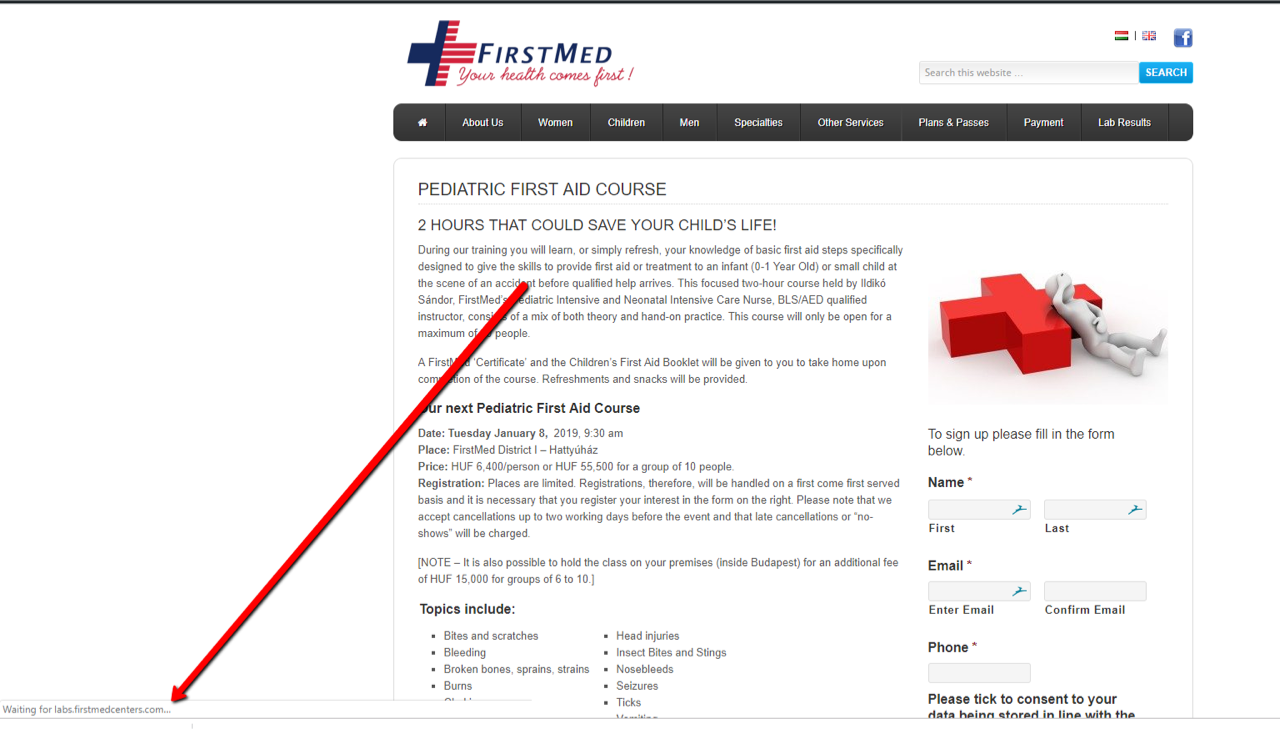 FIRSTMED
Your health comes first !
|
Search this website …
SEARCH
About Us
Women
Children
Men
Specialties
Other Services
Plans & Passes
Payment
Lab Results
PEDIATRIC FIRST AID COURSE
2 HOURS THAT COULD SAVE YOUR CHILD'S LIFE!
During our training you will learn, or simply refresh, your knowledge of basic first aid steps specifically
designed to give the skills to provide first aid or treatment to an infant (0-1 Year Old) or small child at
the scene of an accident before qualified help arrives. This focused two-hour course held by Ildikó
Sándor, FirstMed's Pediatric Intensive and Neonatal Intensive Care Nurse, BLS/AED qualified
instructor, consists of a mix of both theory and hand-on practice. This course will only be open for a
maximum of people.
A FirstMed 'Certificate' and the Children's First Aid Booklet will be given to you to take home upon
completion of the course. Refreshments and snacks will be provided.
Our next Pediatric First Aid Course
Date: Tuesday January 8, 2019, 9:30 am
Place: FirstMed District I – Hattyúház
Price: HUF 6,400/person or HUF 55,500 for a group of 10 people.
Registration: Places are limited. Registrations, therefore, will be handled on a first come first served
basis and it is necessary that you register your interest in the form on the right. Please note that we
accept cancellations up to two working days before the event and that late cancellations or "no-
shows" will be charged.
[NOTE – It is also possible to hold the class on your premises (inside Budapest) for an additional fee
of HUF 15,000 for groups of 6 to 10.]
Topics include:
Bites and scratches
Bleeding
Broken bones, sprains, strains
Burns
Head injuries
Insect Bites and Stings
Nosebleeds
Seizures
Ticks
Vomiting
To sign up please fill in the form
below.
Name *
First
Last
Email *
Enter Email
Confirm Email
Phone *
Please tick to consent to your
data being stored in line with the
Waiting for labs.firstmedcenters.com...